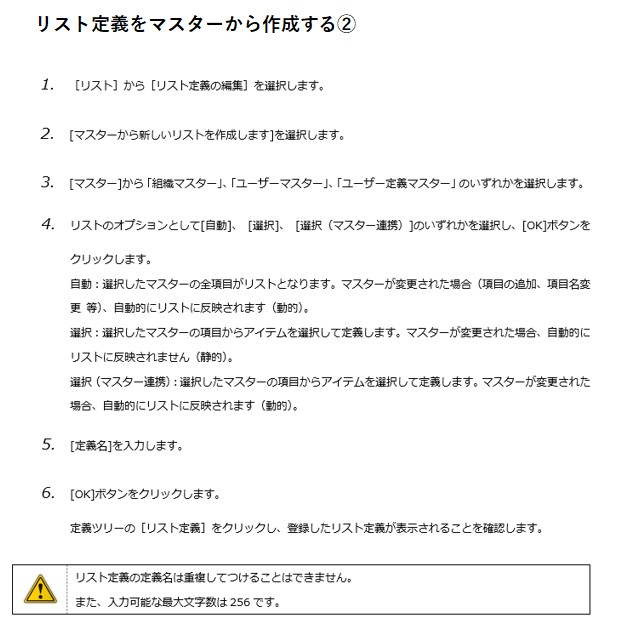 リスト定義をマスターから作成する②
1. ［リスト］から［リスト定義の編集］を選択します。
2. [マスターから新しいリストを作成します]を選択します。
3. [マスター]から「組織マスター」、「ユーザーマスター」、「ユーザー定義マスター」のいずれかを選択します。
4. リストのオプションとして[自動]、 [選択]、 [選択（マスター連携）]のいずれかを選択し、[OK]ボタンを
クリックします。
自動：選択したマスターの全項目がリストとなります。マスターが変更された場合（項目の追加、項目名変
更 等）、自動的にリストに反映されます（動的）。
選択：選択したマスターの項目からアイテムを選択して定義します。マスターが変更された場合、自動的に
リストに反映されません（静的）。
選択（マスター連携）：選択したマスターの項目からアイテムを選択して定義します。マスターが変更された
場合、自動的にリストに反映されます（動的）。
5. [定義名]を入力します。
6. [OK]ボタンをクリックします。
定義ツリーの［リスト定義］をクリックし、登録したリスト定義が表示されることを確認します。
リスト定義の定義名は重複してつけることはできません。
また、入力可能な最大文字数は 256 です。